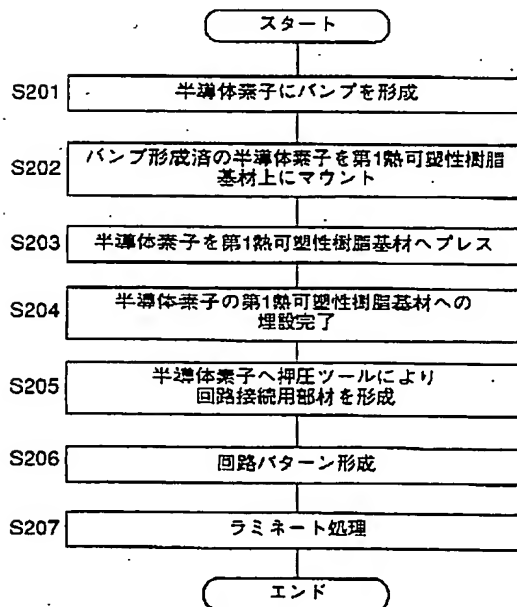 スタート
S201 半導体素子にバンプを形成
S202 バンプ形成済の半導体素子を第1熱可塑性樹脂
基材上にマウント
S203 半導体素子を第1熱可塑性樹脂基材へプレス
S204 半導体素子の第1熱可塑性樹脂基材への
埋設完了
S205 半導体素子へ押圧ツールにより
回路接続用部材を形成
S206 回路パターン形成
S207 ラミネート処理
エンド